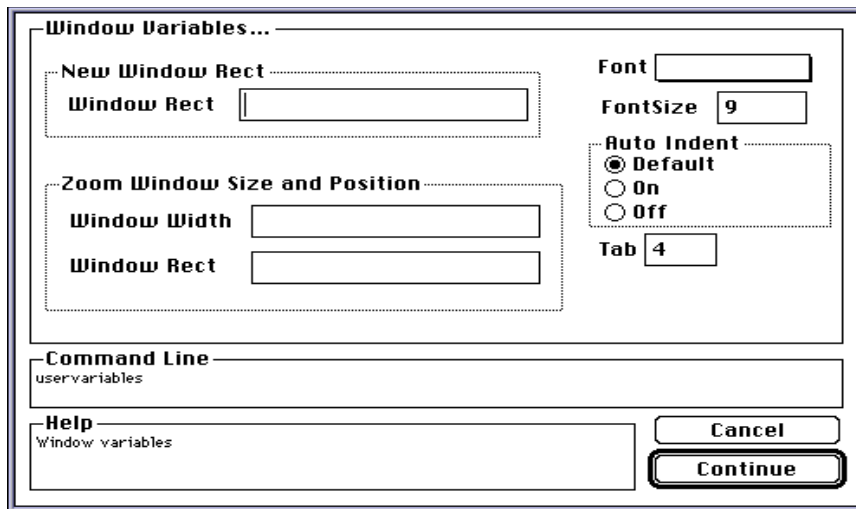 Window Variables...
New Window Rect
Window Rect
Font
FontSize 9
Auto Indent
Default
On
Off
Zoom Window Size and Position
Window Width
Window Rect
Tab 4
Command Line
uservariables
Help
Window variables
Cancel
Continue